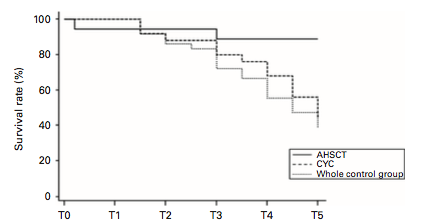 100
80
60
40
20
0
Survival rate (%)
T0 T1 T2 T3 T4 T5
AHSCT
CYC
Whole control group